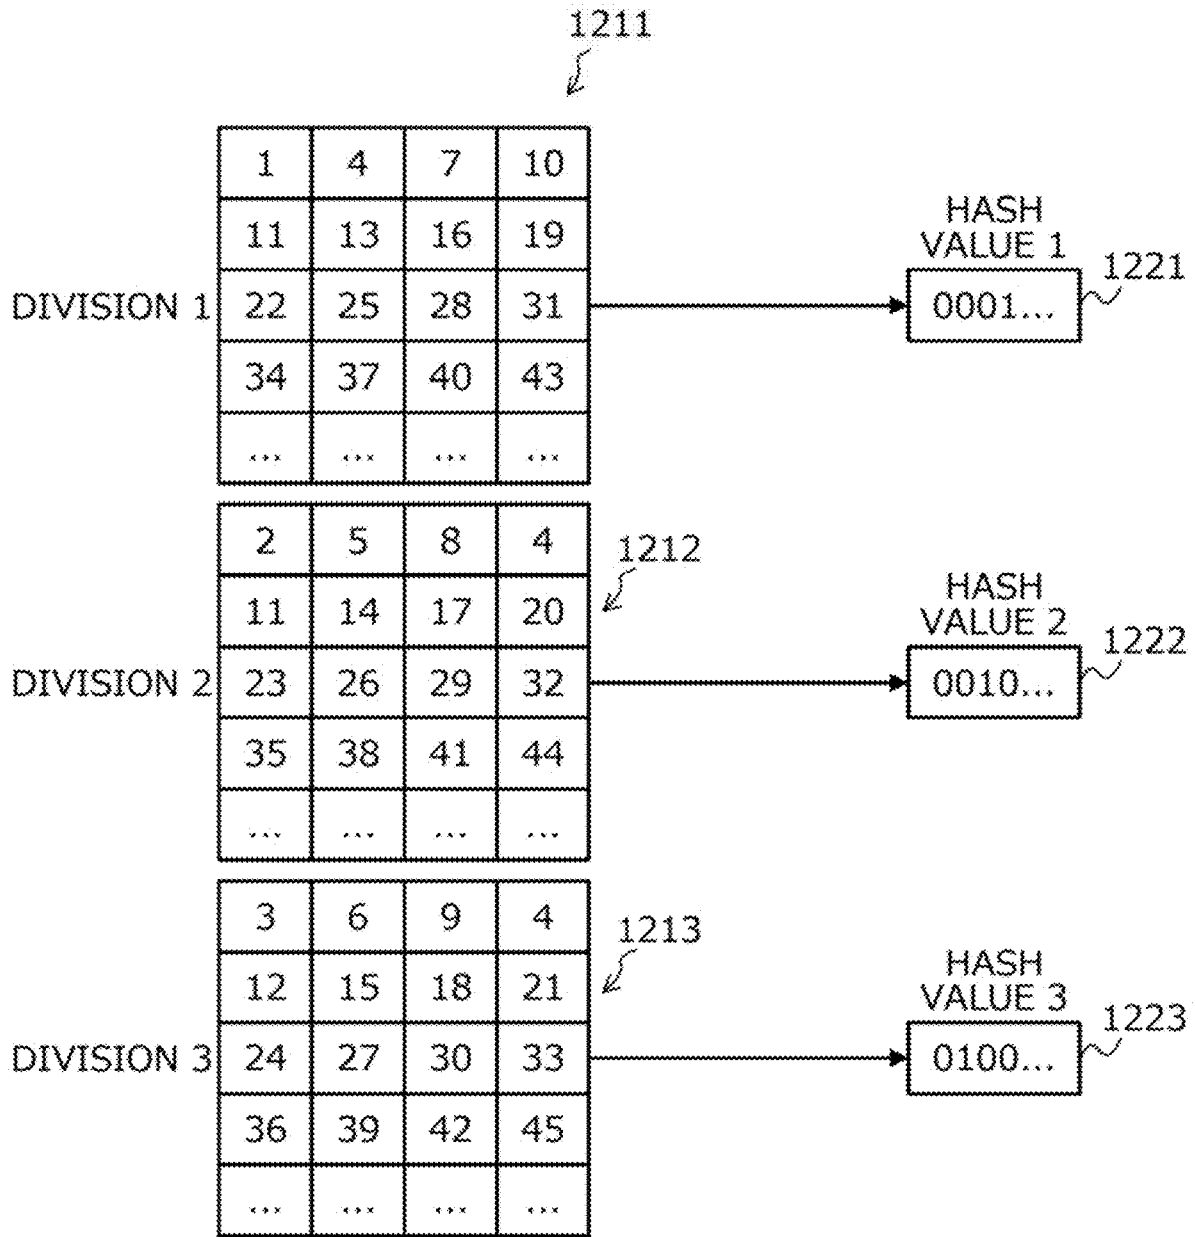 1211
1 4 7 10
11 13 16 19
DIVISION 1 22 25 28 31
34 37 40 43
... ... ... ...
HASH
VALUE 1
0001... 1221
2 5 8 4
1212
11 14 17 20
DIVISION 2 23 26 29 32
35 38 41 44
... ... ... ...
HASH
VALUE 2
0010... 1222
3 6 9 4
1213
12 15 18 21
DIVISION 3 24 27 30 33
36 39 42 45
... ... ... ...
HASH
VALUE 3
0100... 1223